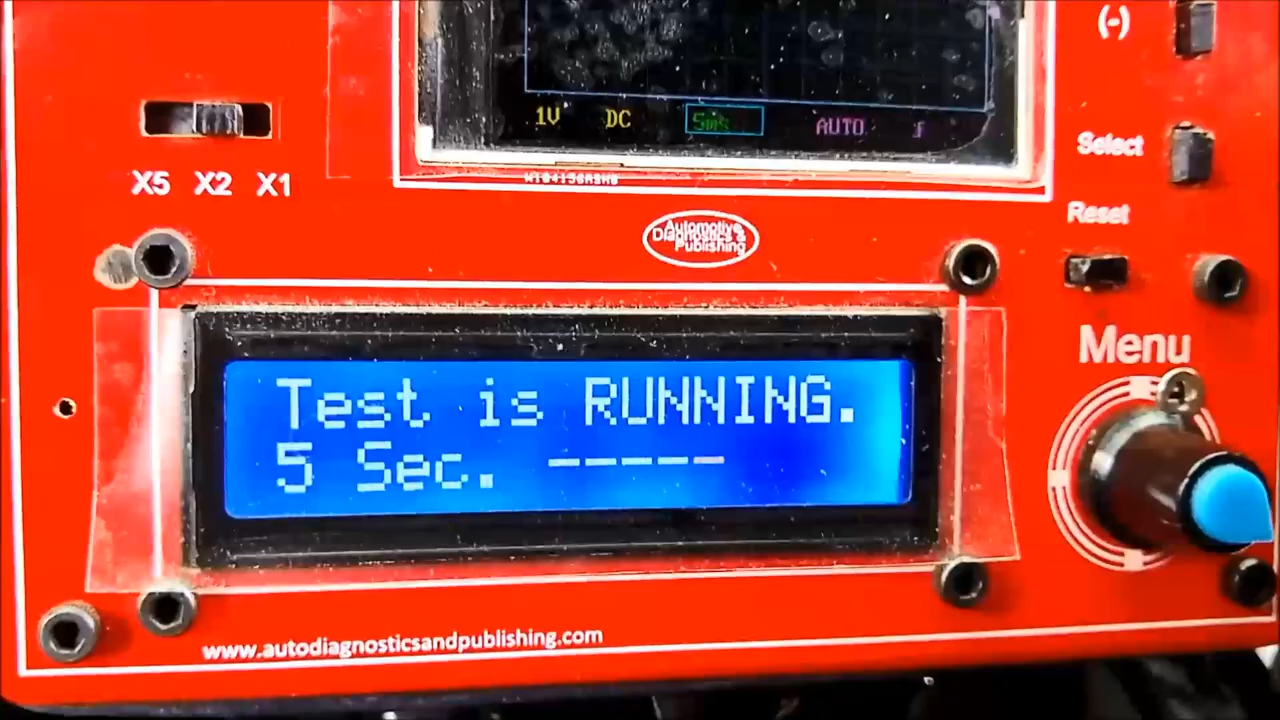 (-)
1V DC 5ms AUTO
Select
X5 X2 X1
Reset
Automotive
Diagnostics &
Publishing
Menu
Test is RUNNING.
5 Sec. -----
www.autodiagnosticsandpublishing.com